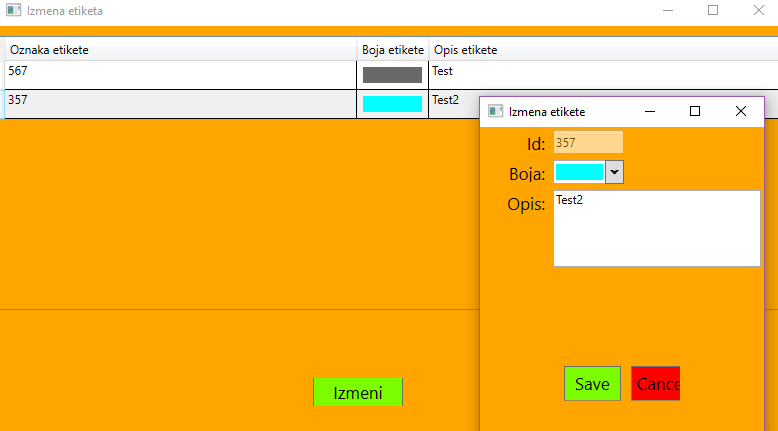 Izmena etiketa
Oznaka etikete Boja etikete Opis etikete
567 Test
357 Test2
Izmena etikete
Id: 357
Boja:
Opis: Test2
Save Cance
Izmeni